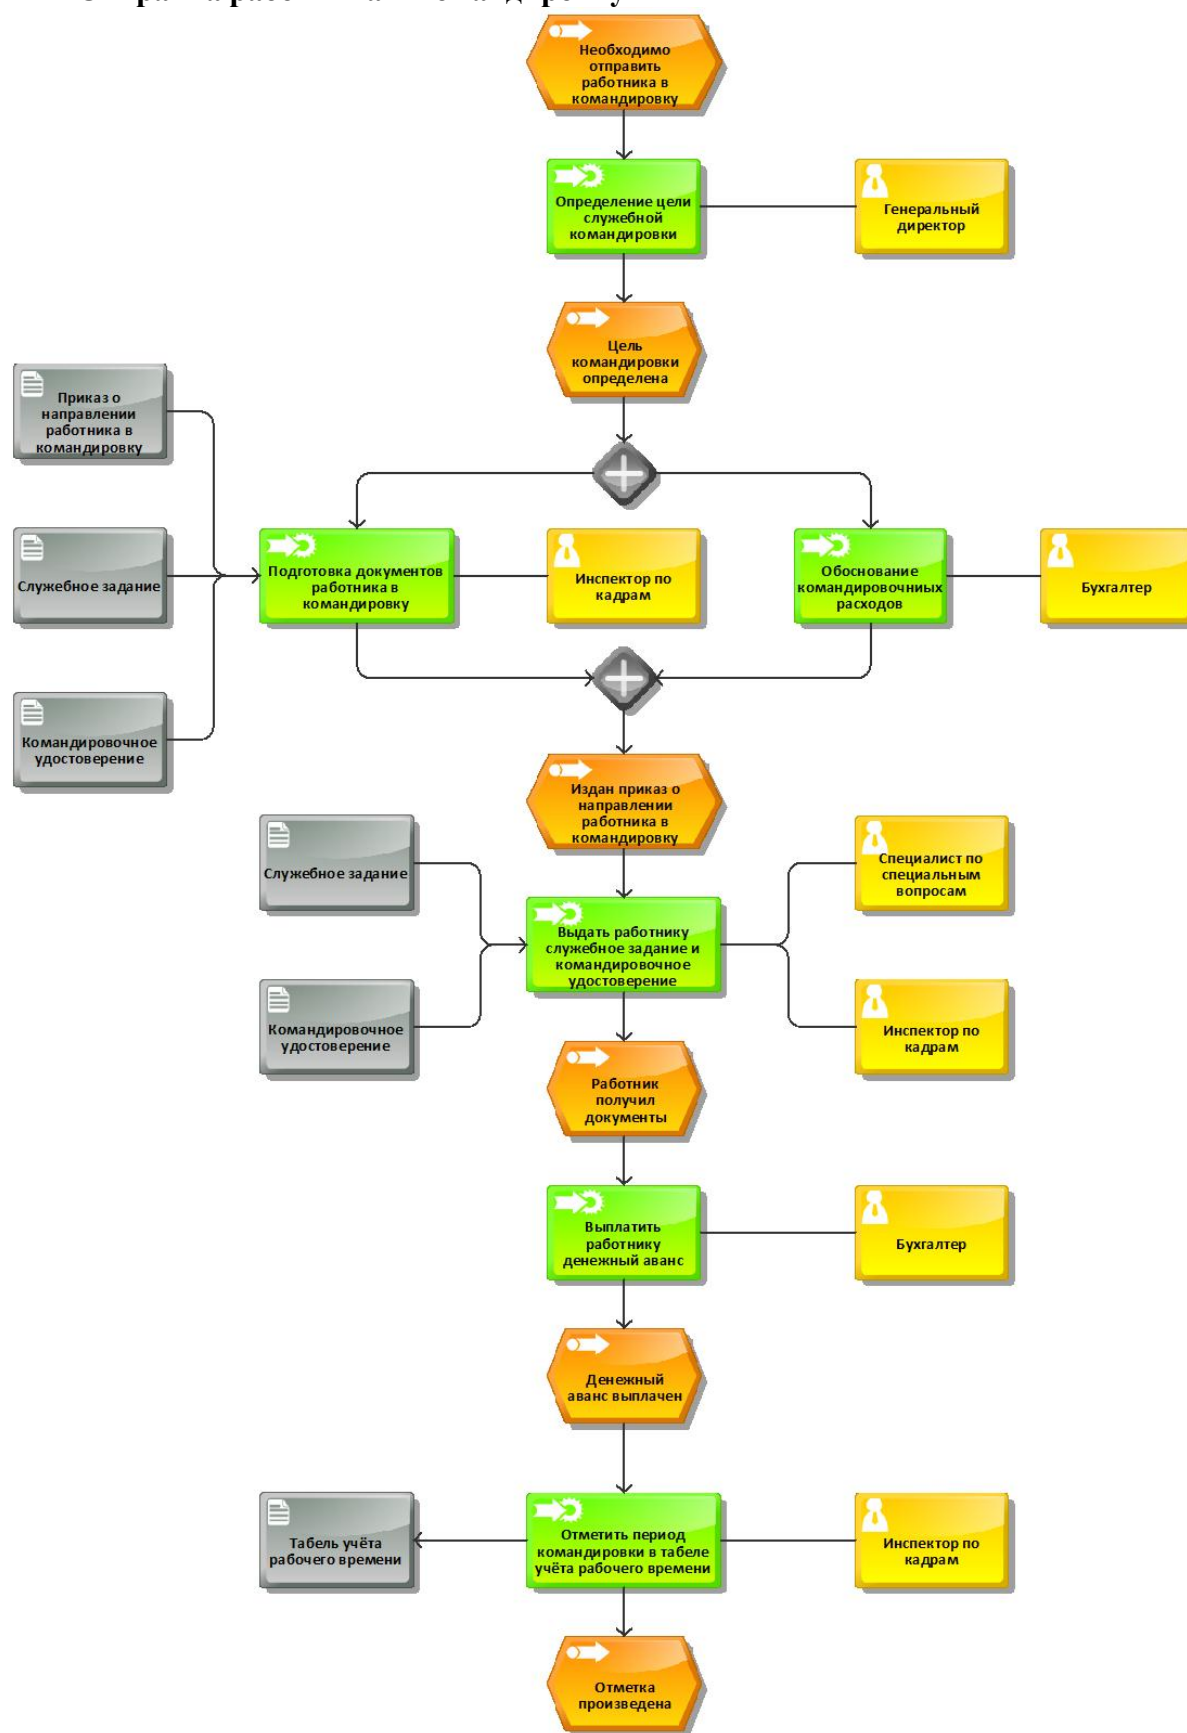 Необходимо
отправить
работника в
командировку
Определение цели
служебной
командировки
Генеральный
директор
Цель
командировки
определена
Приказ о
направлении
работника в
командировку
Служебное задание
Подготовка документов
работника в
командировку
Инспектор по
кадрам
Обоснование
командировочниых
расходов
Бухгалтер
Командировочное
удостоверение
Издан приказ о
направлении
работника в
командировку
Служебное задание
Специалист по
специальным
вопросам
Выдать работнику
служебное задание и
командировочное
удостоверение
Командировочное
удостоверение
Инспектор по
кадрам
Работник
получил
документы
Выплатить
работнику
денежный аванс
Бухгалтер
Денежный
аванс выплачен
Табель учёта
рабочего времени
Отметить период
командировки в табеле
учёта рабочего времени
Инспектор по
кадрам
Отметка
произведена